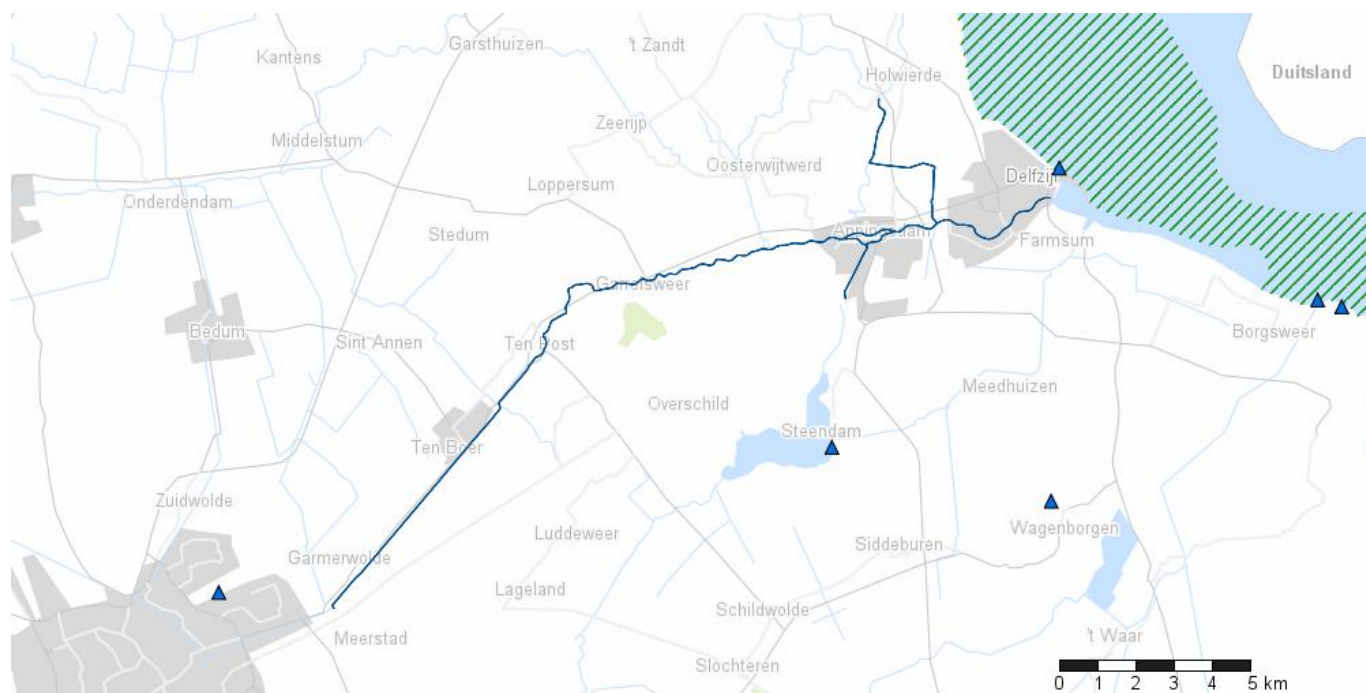 Garsthuizen
't Zandt
Kantens
Holwierde
Duitsland
Zeerijp
Middelstum
Oosterwijtwerd
Loppersum
Delfzijl
Onderdendam
Stedum
Appingedam
Farmsum
Garrelsweer
Bedum
Sint Annen
Ten Post
Borgsweer
Meedhuizen
Overschild
Steendam
Ten Boer
Zuidwolde
Wagenborgen
Luddeweer
Siddeburen
Garmerwolde
Lageland
Schildwolde
Meerstad
't Waar
Slochteren
0 1 2 3 4 5 km